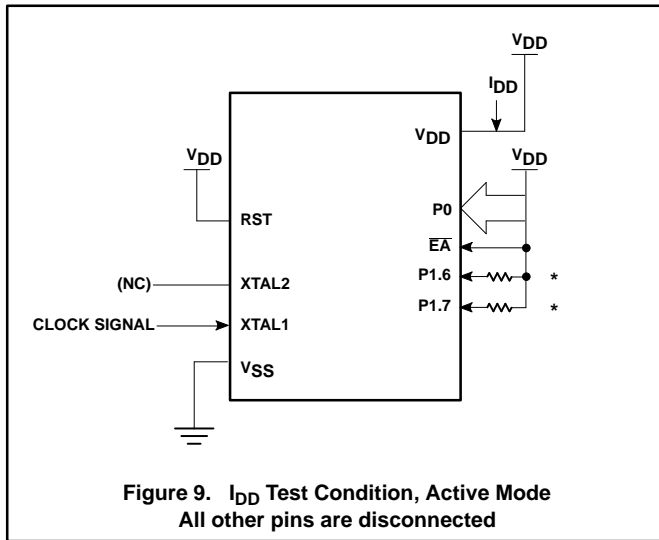 VDD
IDD
VDD
VDD
VDD
P0
RST
EA
P1.6 *
(NC) XTAL2
P1.7 *
CLOCK SIGNAL XTAL1
VSS
Figure 9. IDD Test Condition, Active Mode
All other pins are disconnected